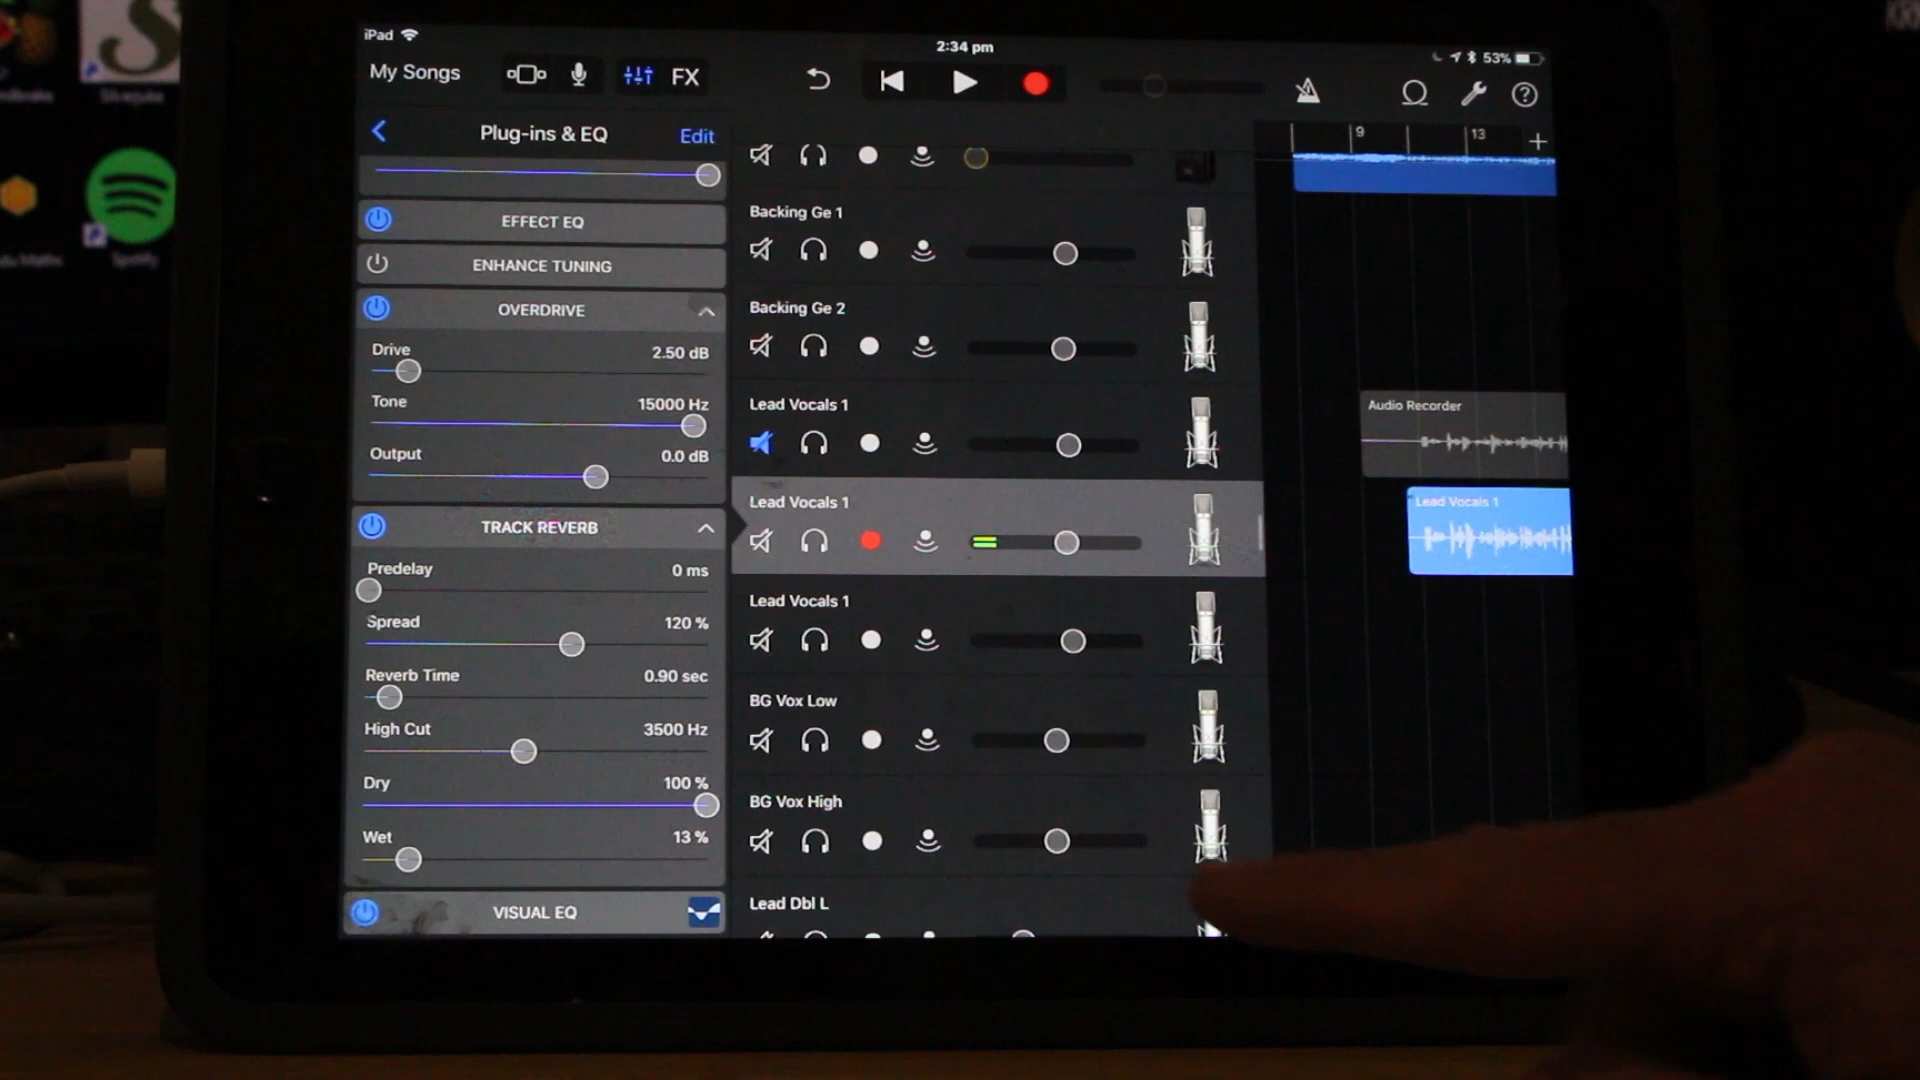 KR
iPad
2:34 pm
53%
My Songs
FX
Plug-ins & EQ
Edit
9
13
EFFECT EQ
ENHANCE TUNING
OVERDRIVE
Drive
2.50 dB
Tone
15000 Hz
Output
0.0 dB
TRACK REVERB
Predelay
0 ms
Spread
120 %
Reverb Time
0.90 sec
High Cut
3500 Hz
Dry
100 %
Wet
13 %
VISUAL EQ
Backing Ge 1
Backing Ge 2
Lead Vocals 1
Lead Vocals 1
Lead Vocals 1
BG Vox Low
BG Vox High
Lead Dbl L
Audio Recorder
Lead Vocals 1
Spotify